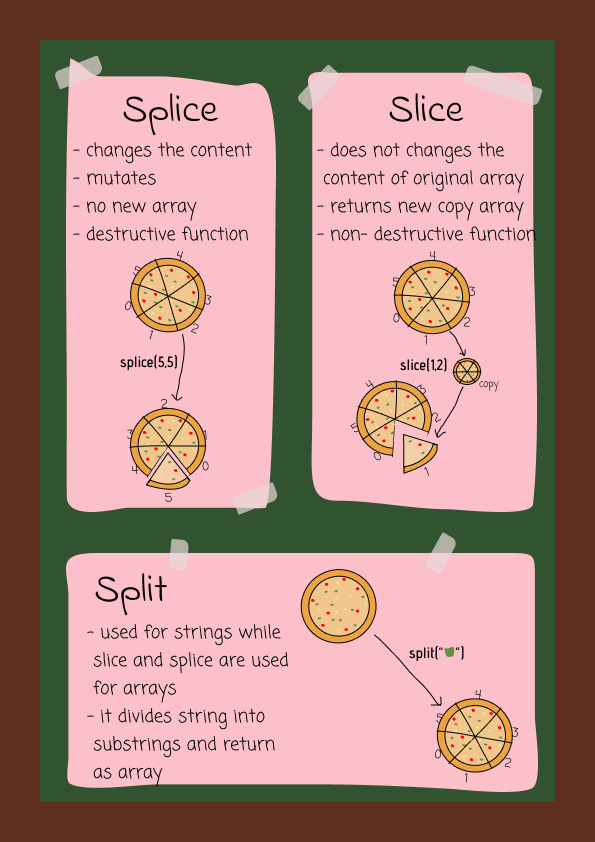 Splice
- changes the content
- mutates
- no new array
- destructive function
4
5
3
0
2
1
splice(5,5)
2
3
1
4
0
5
Slice
- does not changes the
content of original array
- returns new copy array
- non- destructive function
4
5
3
0
2
1
slice(1,2)
copy
4
3
2
5
0
1
Split
- used for strings while
slice and splice are used
for arrays
- it divides string into
substrings and return
as array
split(“ ”)
4
5
3
0
2
1